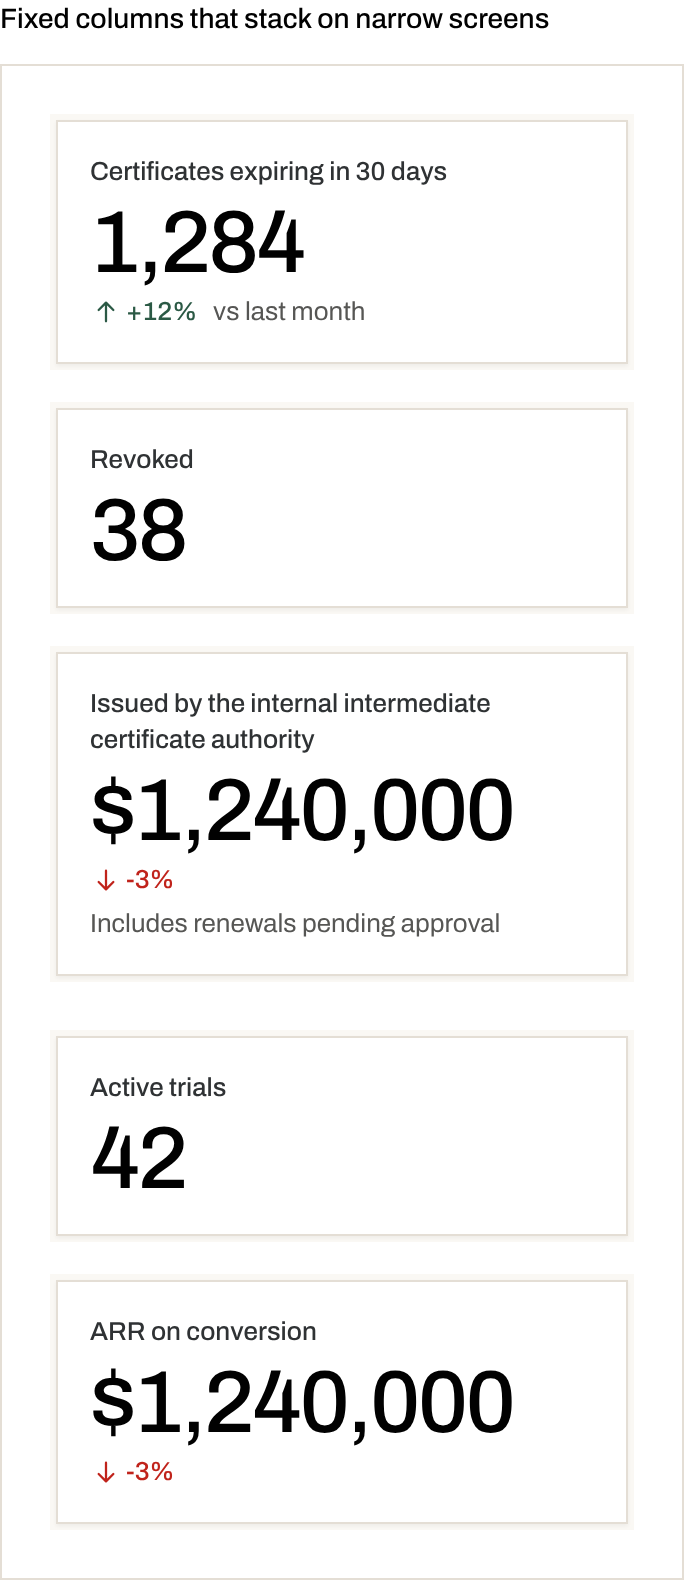 Fixed columns that stack on narrow screens
Certificates expiring in 30 days
1,284
↑ +12% vs last month
Revoked
38
Issued by the internal intermediate
certificate authority
$1,240,000
↓ -3%
Includes renewals pending approval
Active trials
42
ARR on conversion
$1,240,000
↓ -3%